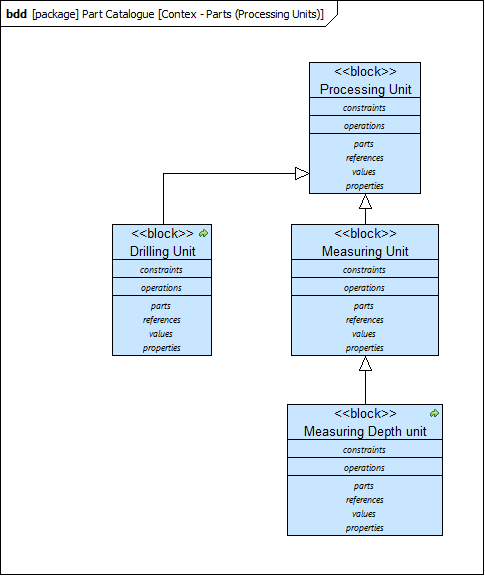 bdd [package] Part Catalogue [Contex - Parts (Processing Units)]
<<block>>
Processing Unit
constraints
operations
parts
references
values
properties
<<block>>
Drilling Unit
constraints
operations
parts
references
values
properties
<<block>>
Measuring Unit
constraints
operations
parts
references
values
properties
<<block>>
Measuring Depth unit
constraints
operations
parts
references
values
properties